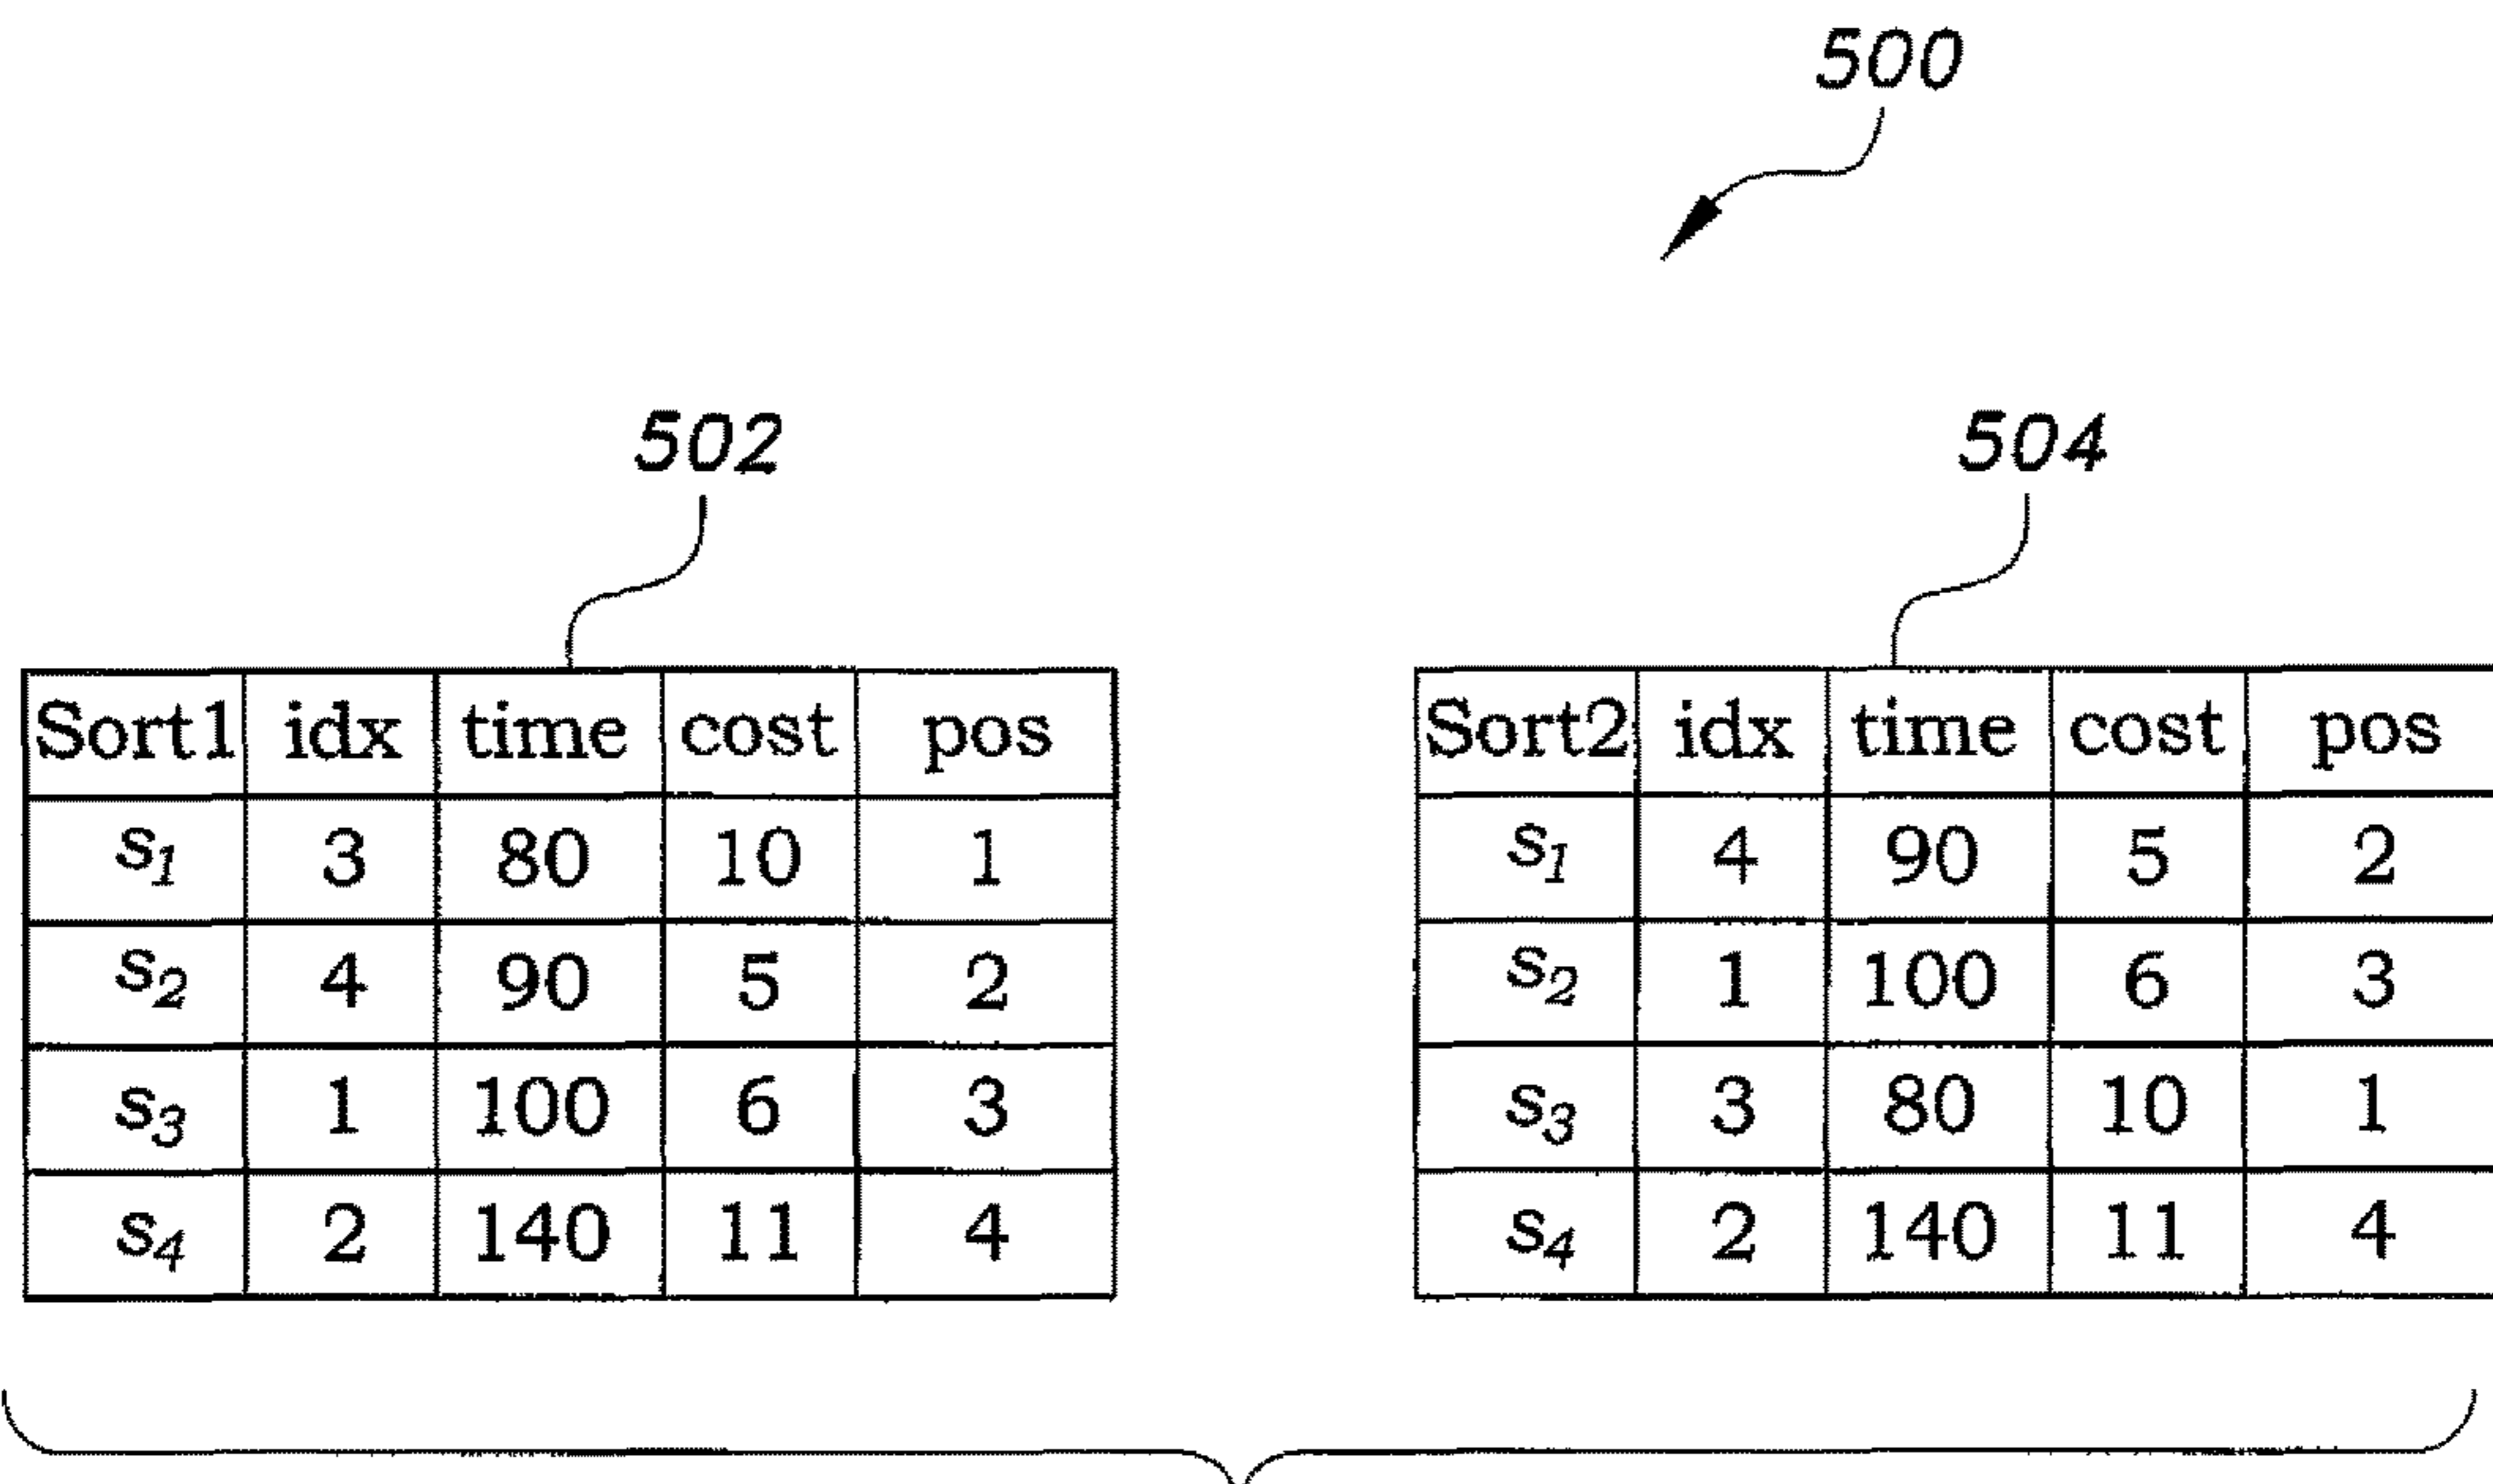 500
502
504
Sort1 idx time cost pos
s1 3 80 10 1
s2 4 90 5 2
s3 1 100 6 3
s4 2 140 11 4
Sort2 idx time cost pos
s1 4 90 5 2
s2 1 100 6 3
s3 3 80 10 1
s4 2 140 11 4